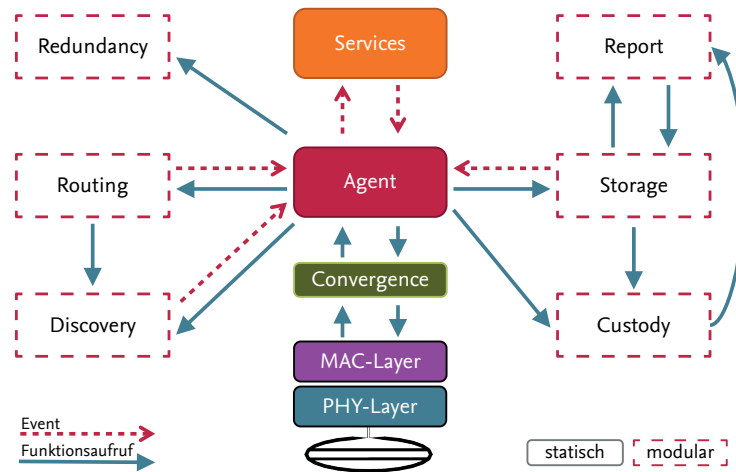 Redundancy
Services
Report
Routing
Agent
Storage
Convergence
Discovery
Custody
MAC-Layer
PHY-Layer
Event
Funktionsaufruf
statisch
modular